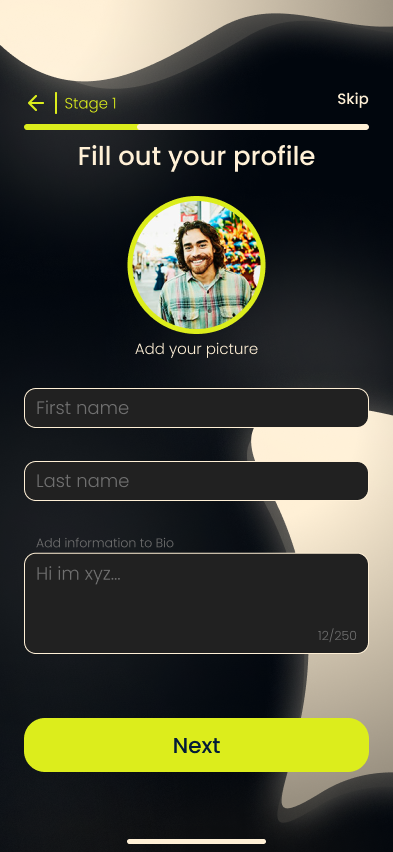 Stage 1
Skip
Fill out your profile
Add your picture
First name
Last name
Add information to Bio
Hi im xyz...
12/250
Next